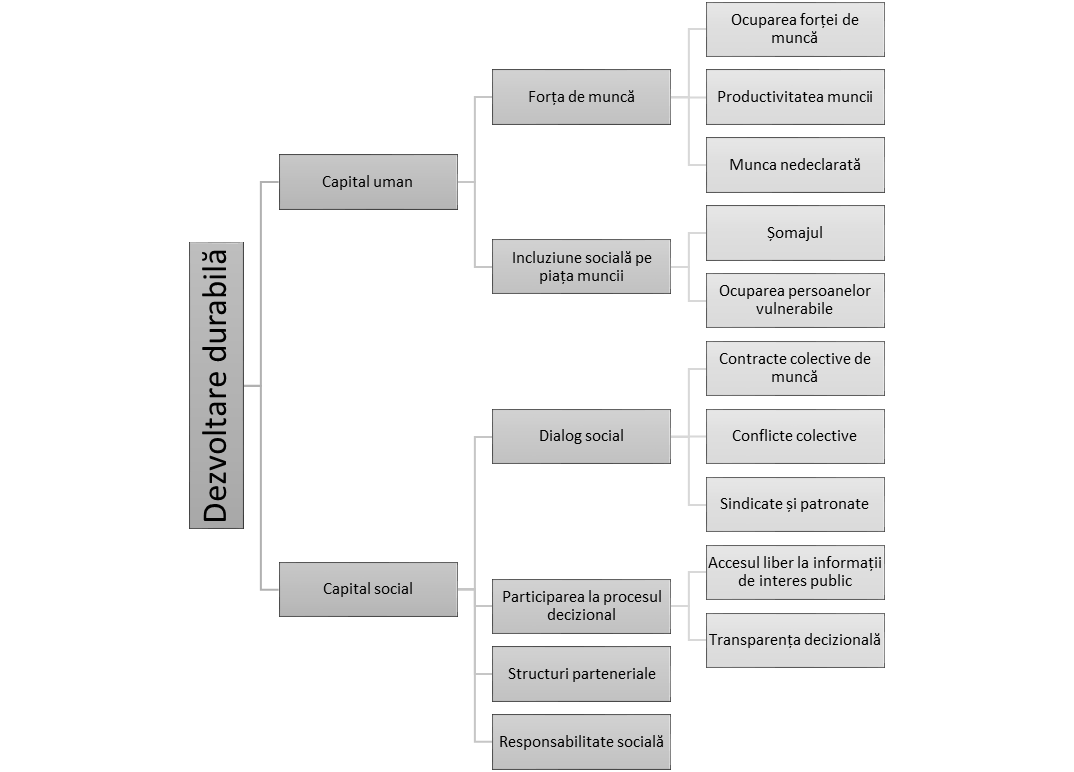 Dezvoltare durabilă
Capital uman
Forța de muncă
Ocuparea forței de
muncă
Productivitatea muncii
Munca nedeclarată
Incluziune socială pe
piața muncii
Șomajul
Ocuparea persoanelor
vulnerabile
Capital social
Dialog social
Contracte colective de
muncă
Conflicte colective
Sindicate și patronate
Participarea la procesul
decizional
Accesul liber la informații
de interes public
Transparența decizională
Structuri parteneriale
Responsabilitate socială